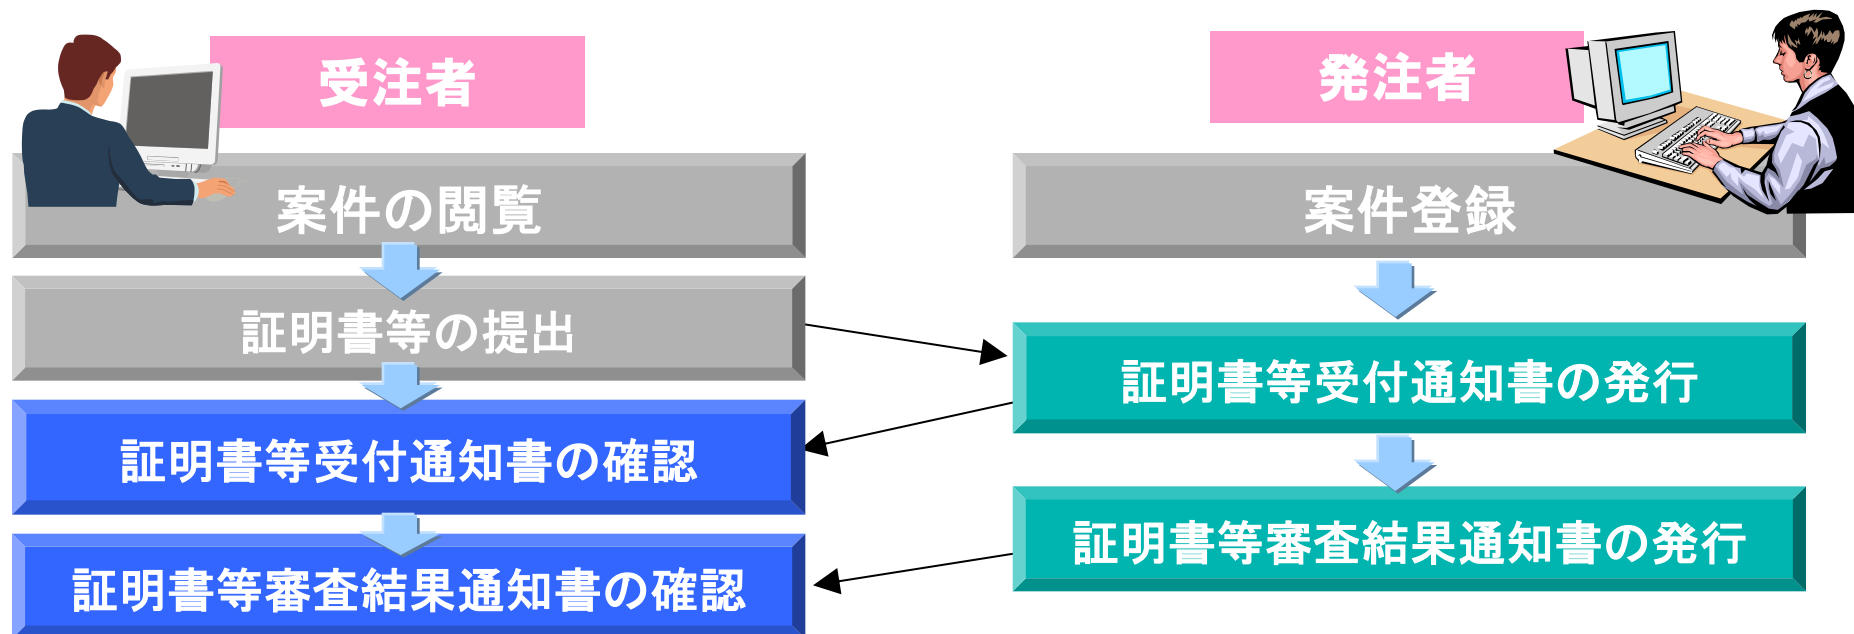 受注者
案件の閲覧
証明書等の提出
証明書等受付通知書の確認
証明書等審査結果通知書の確認
発注者
案件登録
証明書等受付通知書の発行
証明書等審査結果通知書の発行